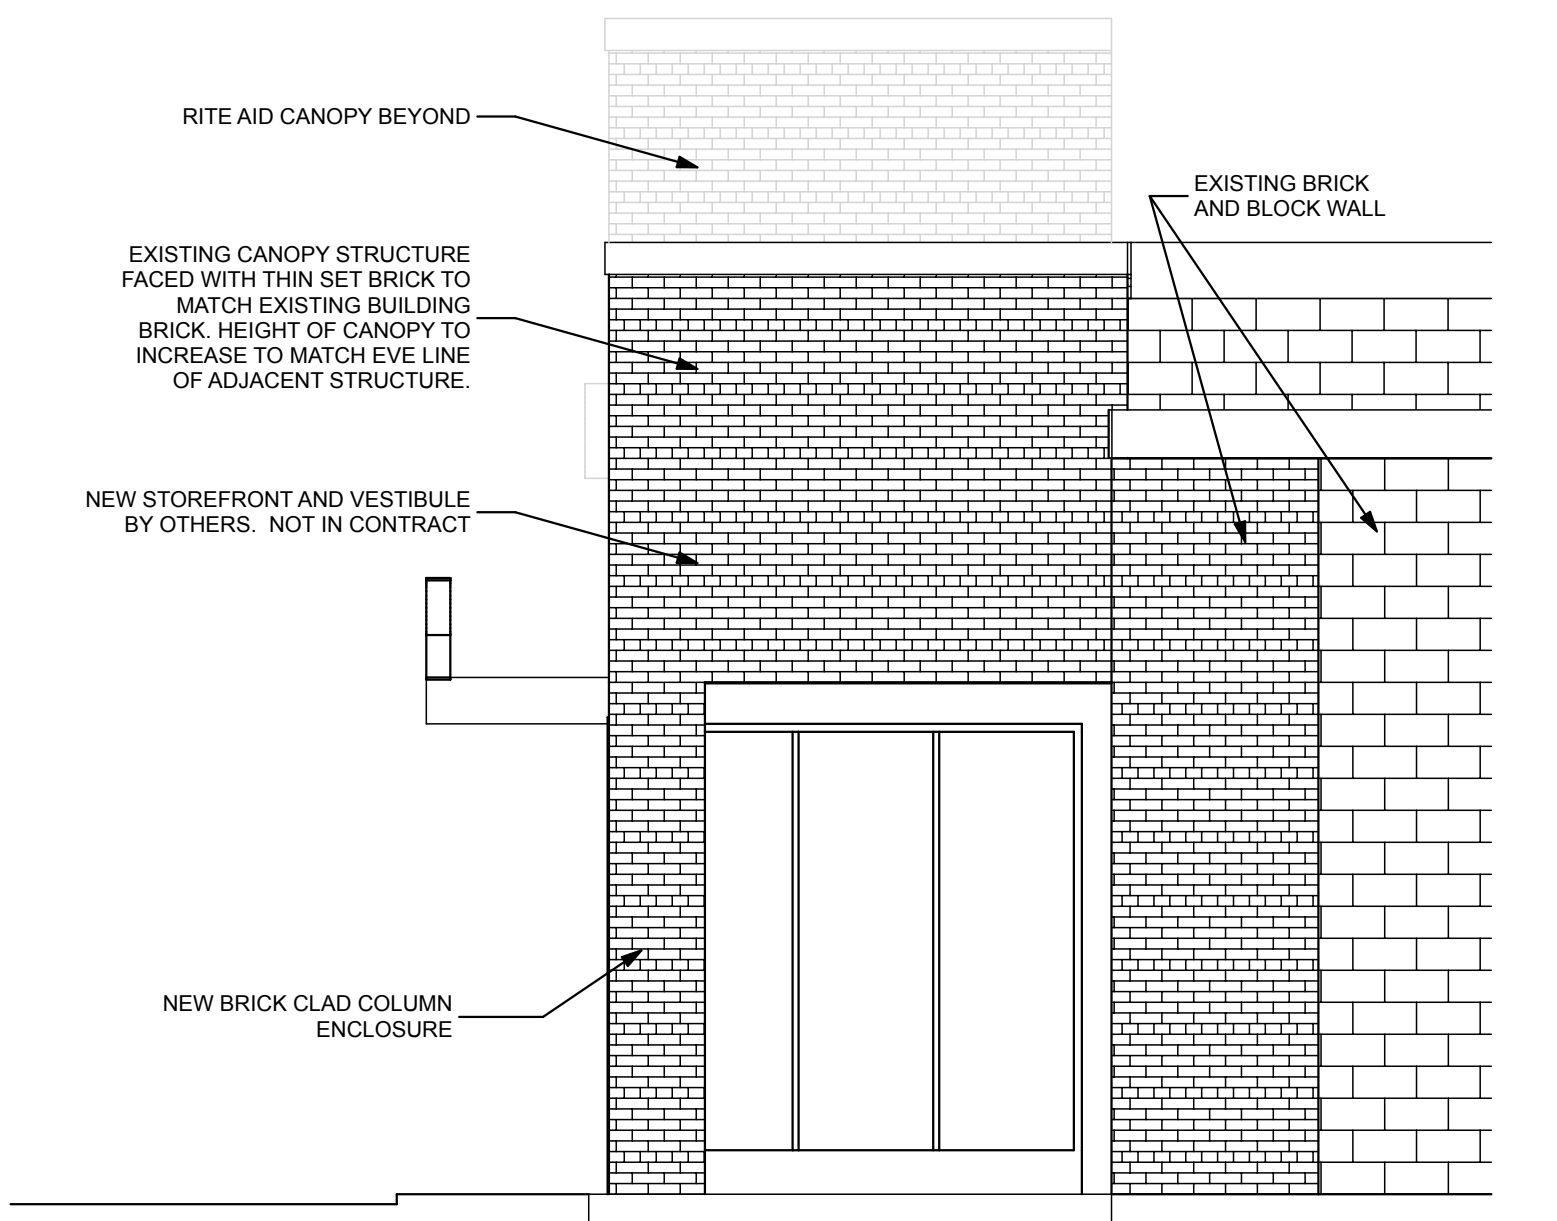 RITE AID CANOPY BEYOND
EXISTING BRICK
AND BLOCK WALL
EXISTING CANOPY STRUCTURE
FACED WITH THIN SET BRICK TO
MATCH EXISTING BUILDING
BRICK. HEIGHT OF CANOPY TO
INCREASE TO MATCH EVE LINE
OF ADJACENT STRUCTURE.
NEW STOREFRONT AND VESTIBULE
BY OTHERS.  NOT IN CONTRACT
NEW BRICK CLAD COLUMN
ENCLOSURE